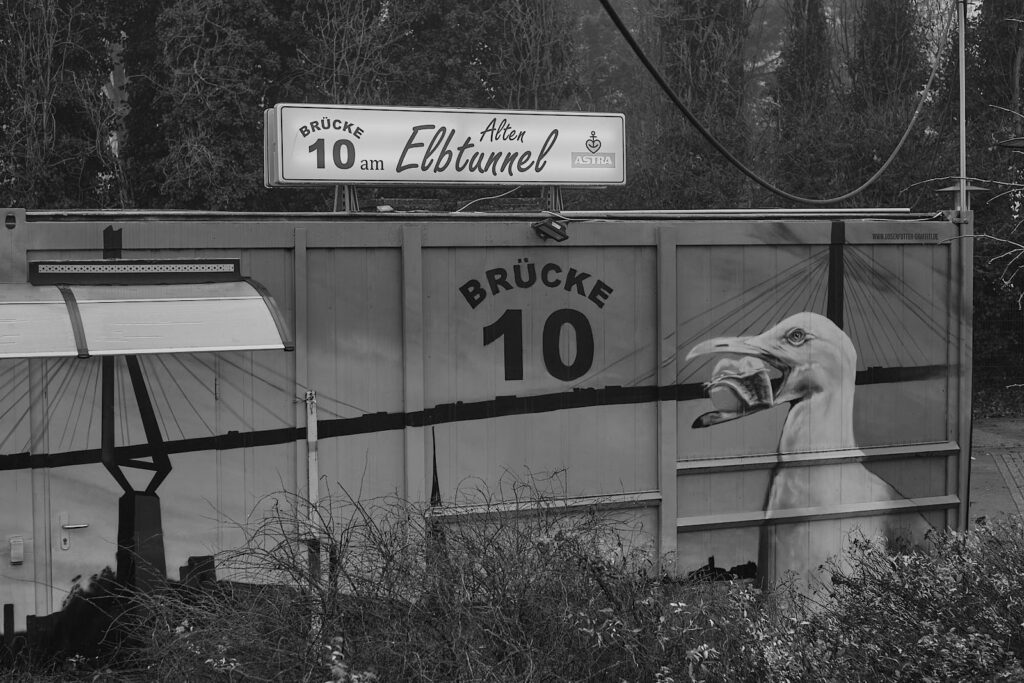 BRÜCKE
10 am
Alten
Elbtunnel
ASTRA
BRÜCKE
10